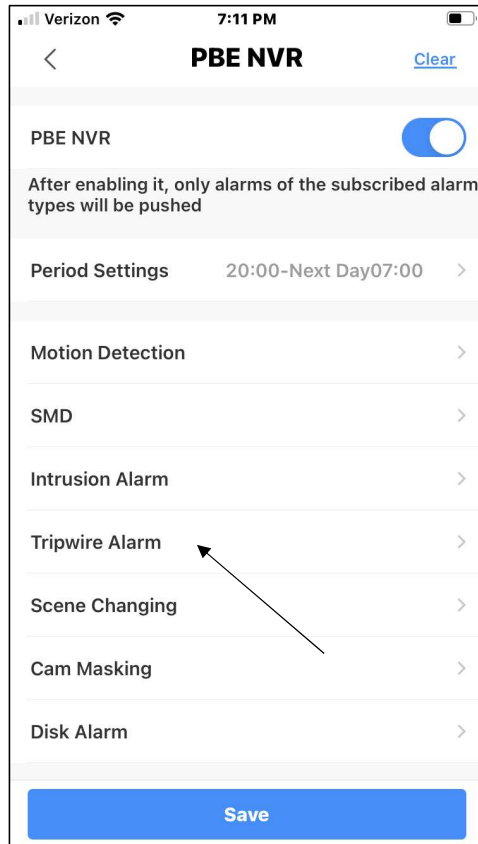 Verizon 7:11 PM
PBE NVR Clear
PBE NVR
After enabling it, only alarms of the subscribed alarm
types will be pushed
Period Settings 20:00-Next Day07:00
Motion Detection
SMD
Intrusion Alarm
Tripwire Alarm
Scene Changing
Cam Masking
Disk Alarm
Save